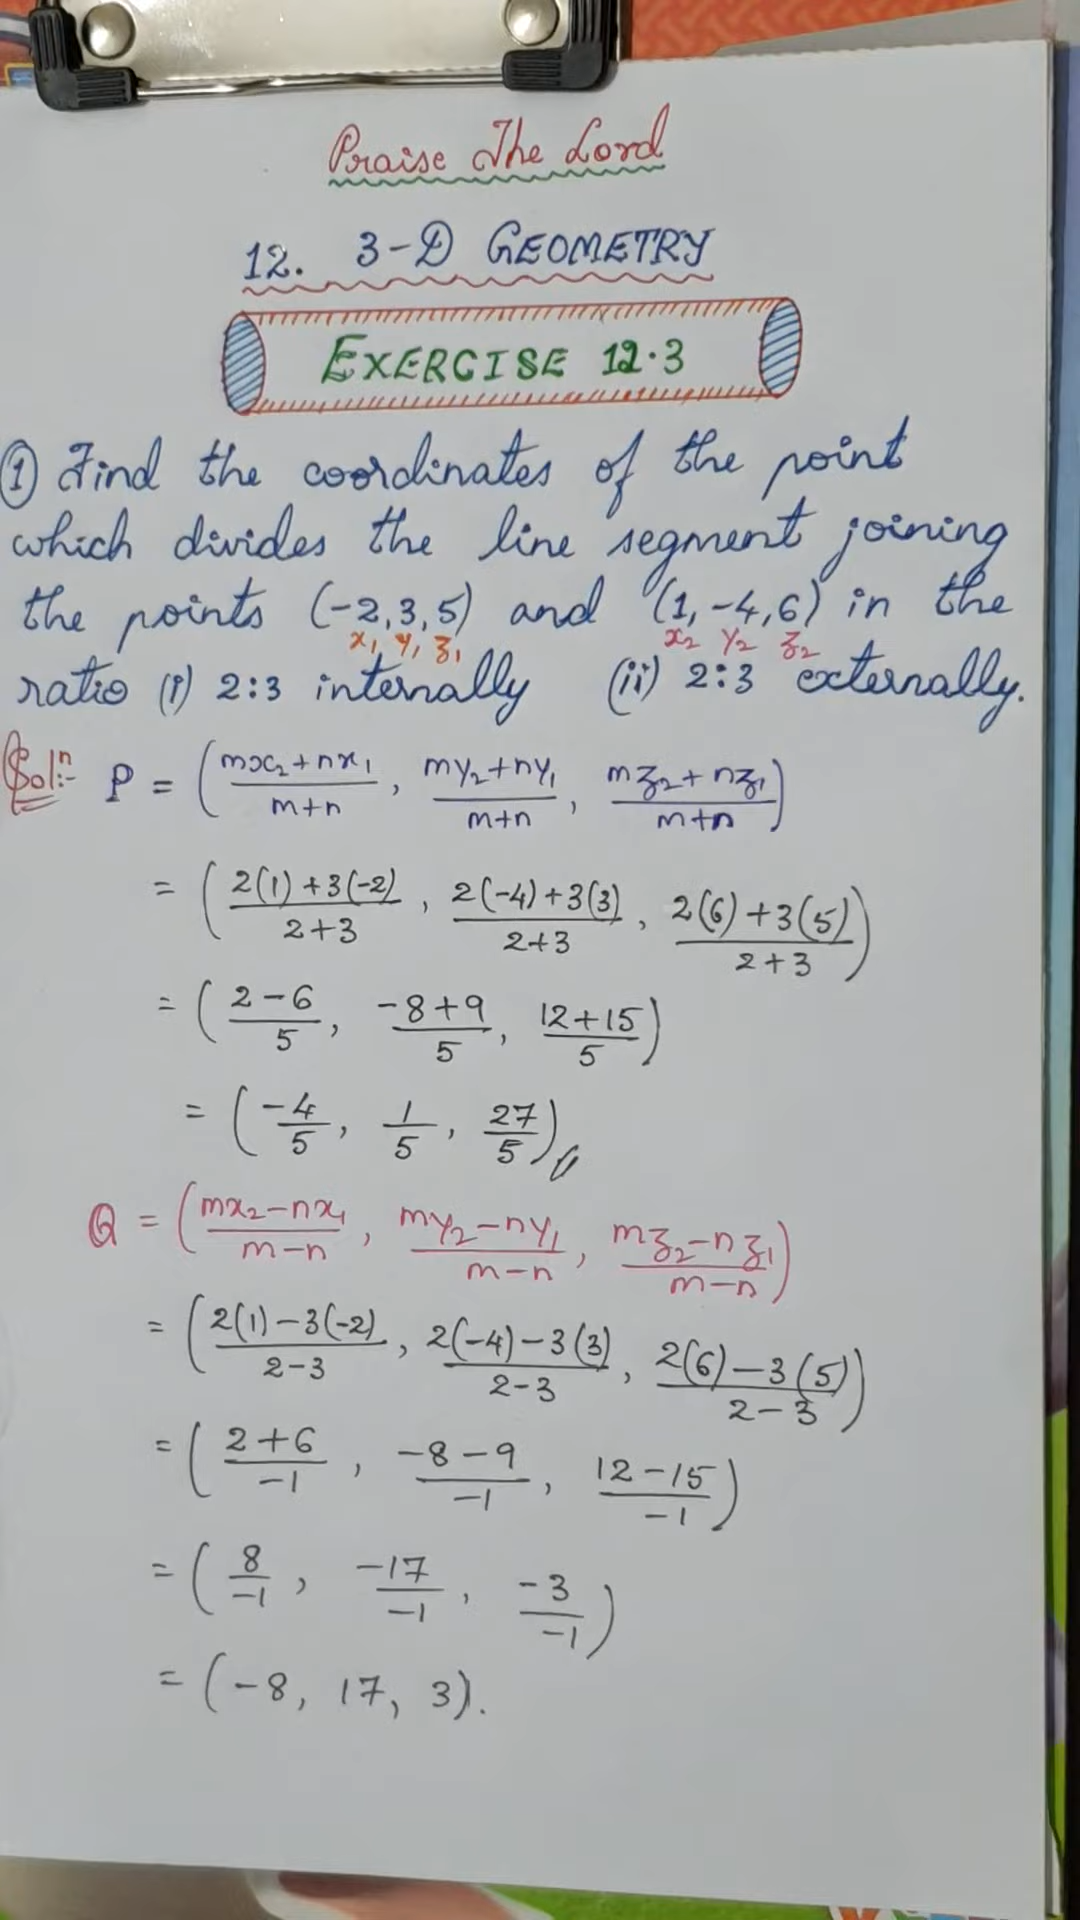 Praise The Lord
12. 3-D GEOMETRY
EXERCISE 12.3
① Find the coordinates of the point
which divides the line segment joining
the points (-2,3,5) and (1,-4,6) in the
x₁ y₁ z₁ x₂ y₂ z₂
ratio (i) 2:3 internally (ii) 2:3 externally.
Solⁿ:- P = ( (mx₂+nx₁)/(m+n) , (my₂+ny₁)/(m+n) , (mz₂+nz₁)/(m+n) )
= ( (2(1)+3(-2))/(2+3) , (2(-4)+3(3))/(2+3) , (2(6)+3(5))/(2+3) )
= ( (2-6)/5 , (-8+9)/5 , (12+15)/5 )
= ( -4/5 , 1/5 , 27/5 )
Q = ( (mx₂-nx₁)/(m-n) , (my₂-ny₁)/(m-n) , (mz₂-nz₁)/(m-n) )
= ( (2(1)-3(-2))/(2-3) , (2(-4)-3(3))/(2-3) , (2(6)-3(5))/(2-3) )
= ( (2+6)/-1 , (-8-9)/-1 , (12-15)/-1 )
= ( 8/-1 , -17/-1 , -3/-1 )
= (-8, 17, 3).